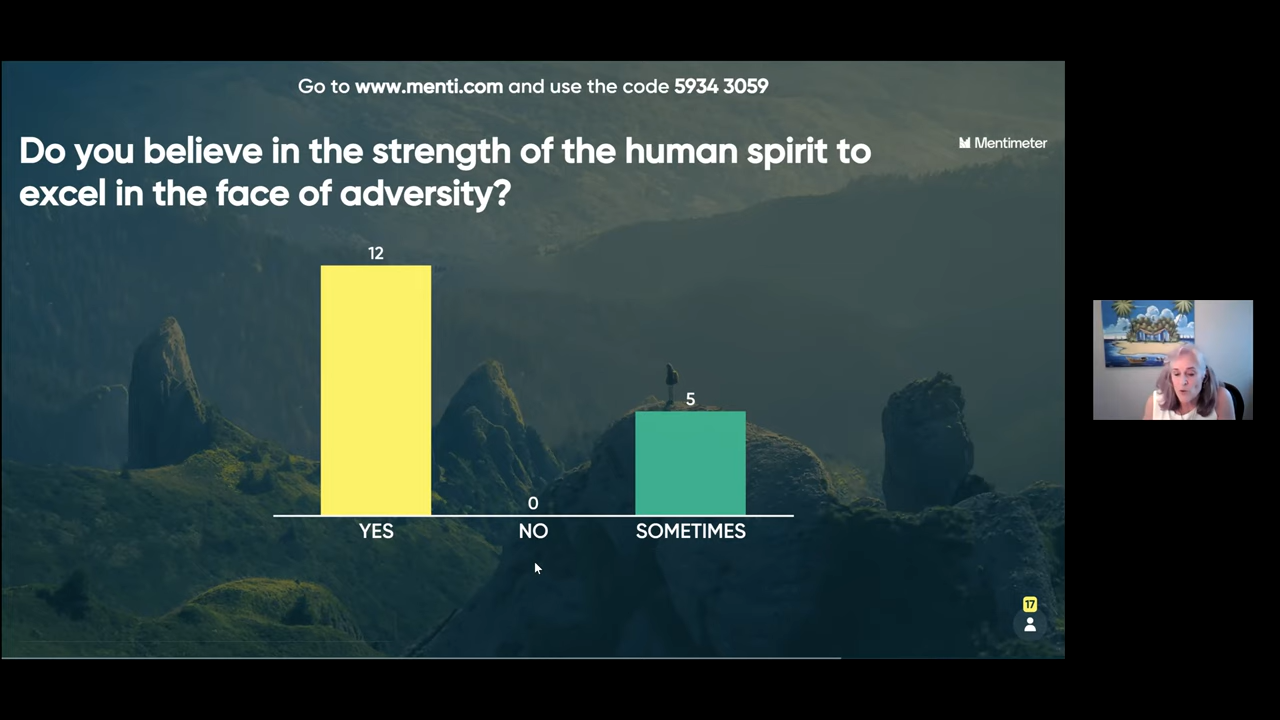 Go to www.menti.com and use the code 5934 3059
Do you believe in the strength of the human spirit to
excel in the face of adversity?
Mentimeter
12
0
5
YES
NO
SOMETIMES
17